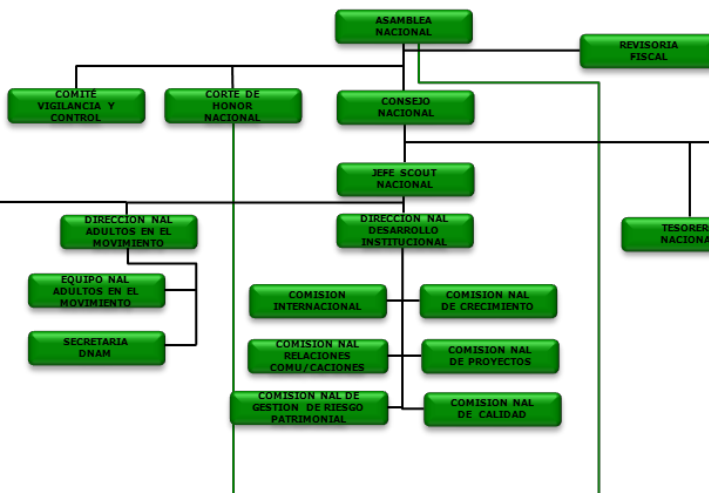 ASAMBLEA
NACIONAL
REVISORIA
FISCAL
COMITÉ
VIGILANCIA Y
CONTROL
CORTE DE
HONOR
NACIONAL
CONSEJO
NACIONAL
JEFE SCOUT
NACIONAL
DIRECCION NAL
ADULTOS EN EL
MOVIMIENTO
DIRECCION NAL
DESARROLLO
INSTITUCIONAL
TESORER
NACIONA
EQUIPO NAL
ADULTOS EN EL
MOVIMIENTO
COMISION
INTERNACIONAL
COMISION NAL
DE CRECIMIENTO
SECRETARIA
DNAM
COMISION NAL
RELACIONES
COMU/CACIONES
COMISION NAL
DE PROYECTOS
COMISION NAL DE
GESTION DE RIESGO
PATRIMONIAL
COMISION NAL
DE CALIDAD